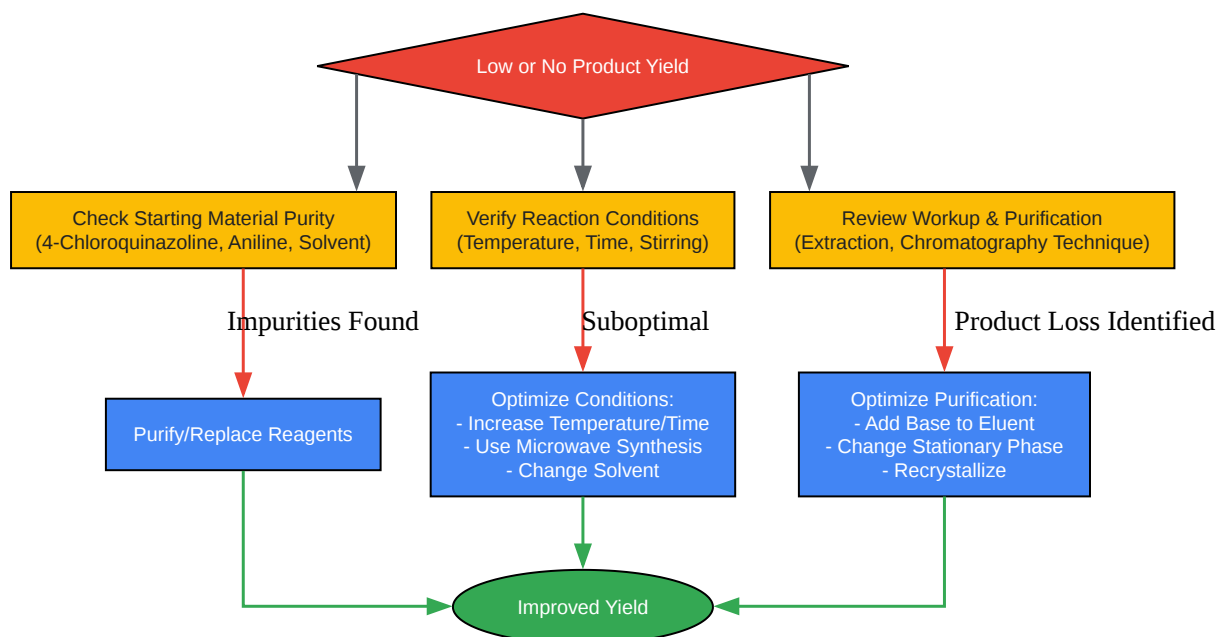 Low or No Product Yield
Check Starting Material Purity
(4-Chloroquinazoline, Aniline, Solvent)
Verify Reaction Conditions
(Temperature, Time, Stirring)
Review Workup & Purification
(Extraction, Chromatography Technique)
Impurities Found
Suboptimal
Product Loss Identified
Purify/Replace Reagents
Optimize Conditions:
- Increase Temperature/Time
- Use Microwave Synthesis
- Change Solvent
Optimize Purification:
- Add Base to Eluent
- Change Stationary Phase
- Recrystallize
Improved Yield